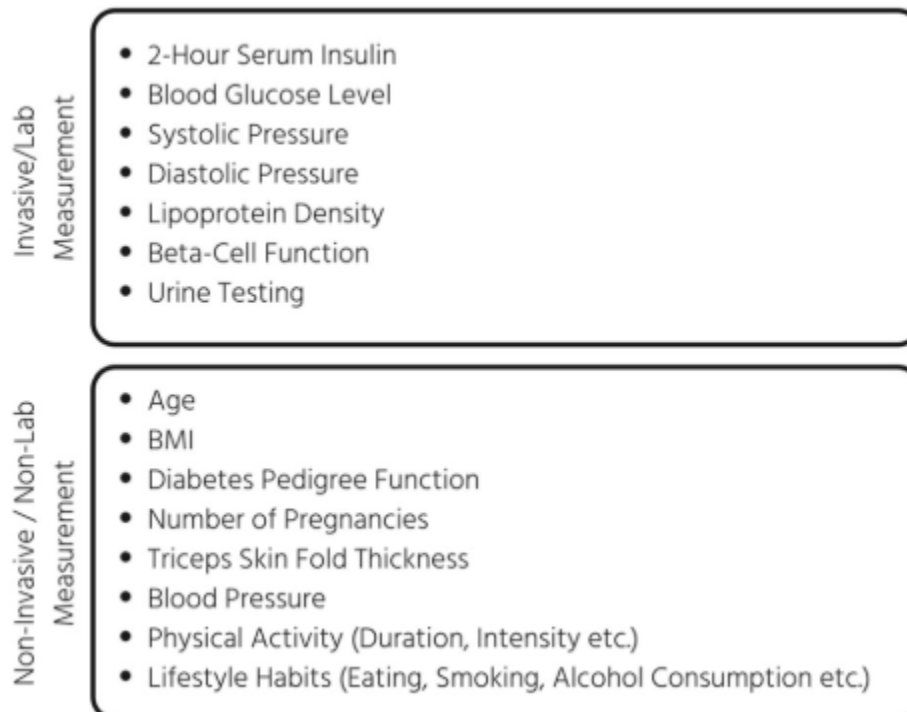 Invasive/Lab
Measurement
• 2-Hour Serum Insulin
• Blood Glucose Level
• Systolic Pressure
• Diastolic Pressure
• Lipoprotein Density
• Beta-Cell Function
• Urine Testing
Non-Invasive / Non-Lab
Measurement
• Age
• BMI
• Diabetes Pedigree Function
• Number of Pregnancies
• Triceps Skin Fold Thickness
• Blood Pressure
• Physical Activity (Duration, Intensity etc.)
• Lifestyle Habits (Eating, Smoking, Alcohol Consumption etc.)